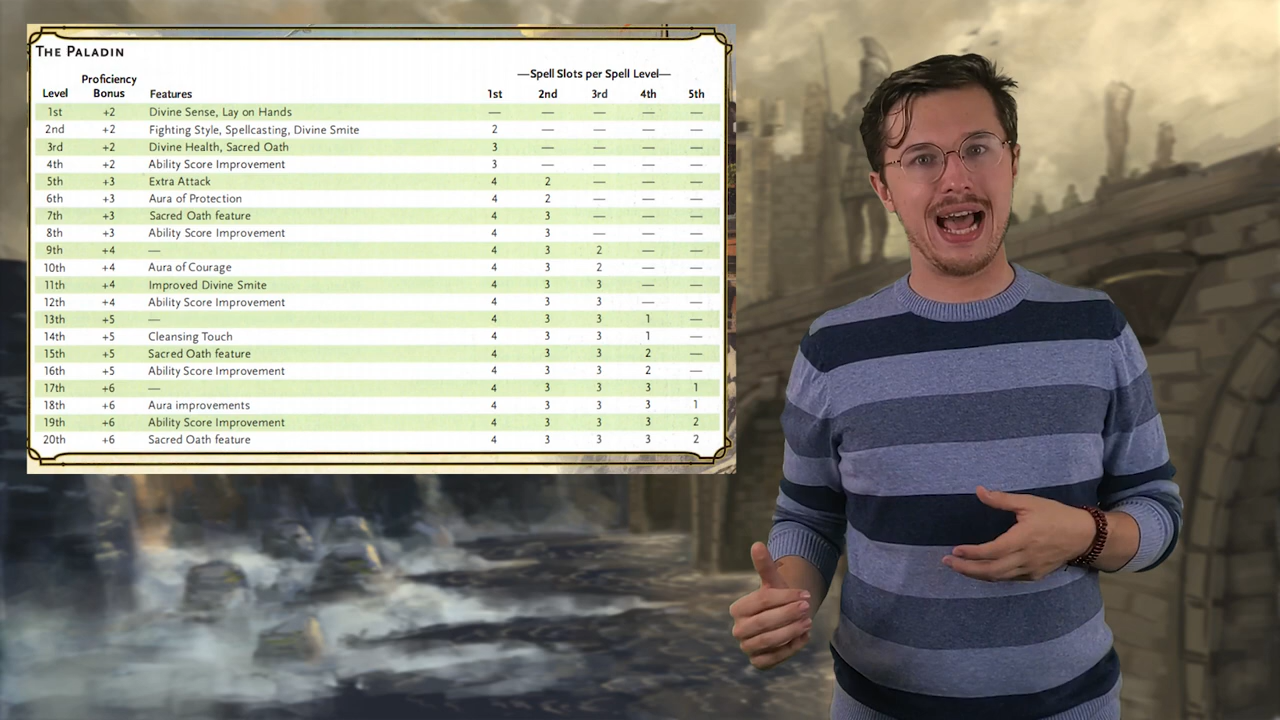 THE PALADIN
—Spell Slots per Spell Level—
Proficiency
Level Bonus Features 1st 2nd 3rd 4th 5th
1st +2 Divine Sense, Lay on Hands — — — — —
2nd +2 Fighting Style, Spellcasting, Divine Smite 2 — — — —
3rd +2 Divine Health, Sacred Oath 3 — — — —
4th +2 Ability Score Improvement 3 — — — —
5th +3 Extra Attack 4 2 — — —
6th +3 Aura of Protection 4 2 — — —
7th +3 Sacred Oath feature 4 3 — — —
8th +3 Ability Score Improvement 4 3 — — —
9th +4 — 4 3 2 — —
10th +4 Aura of Courage 4 3 2 — —
11th +4 Improved Divine Smite 4 3 3 — —
12th +4 Ability Score Improvement 4 3 3 — —
13th +5 — 4 3 3 1 —
14th +5 Cleansing Touch 4 3 3 1 —
15th +5 Sacred Oath feature 4 3 3 2 —
16th +5 Ability Score Improvement 4 3 3 2 —
17th +6 — 4 3 3 3 1
18th +6 Aura improvements 4 3 3 3 1
19th +6 Ability Score Improvement 4 3 3 3 2
20th +6 Sacred Oath feature 4 3 3 3 2